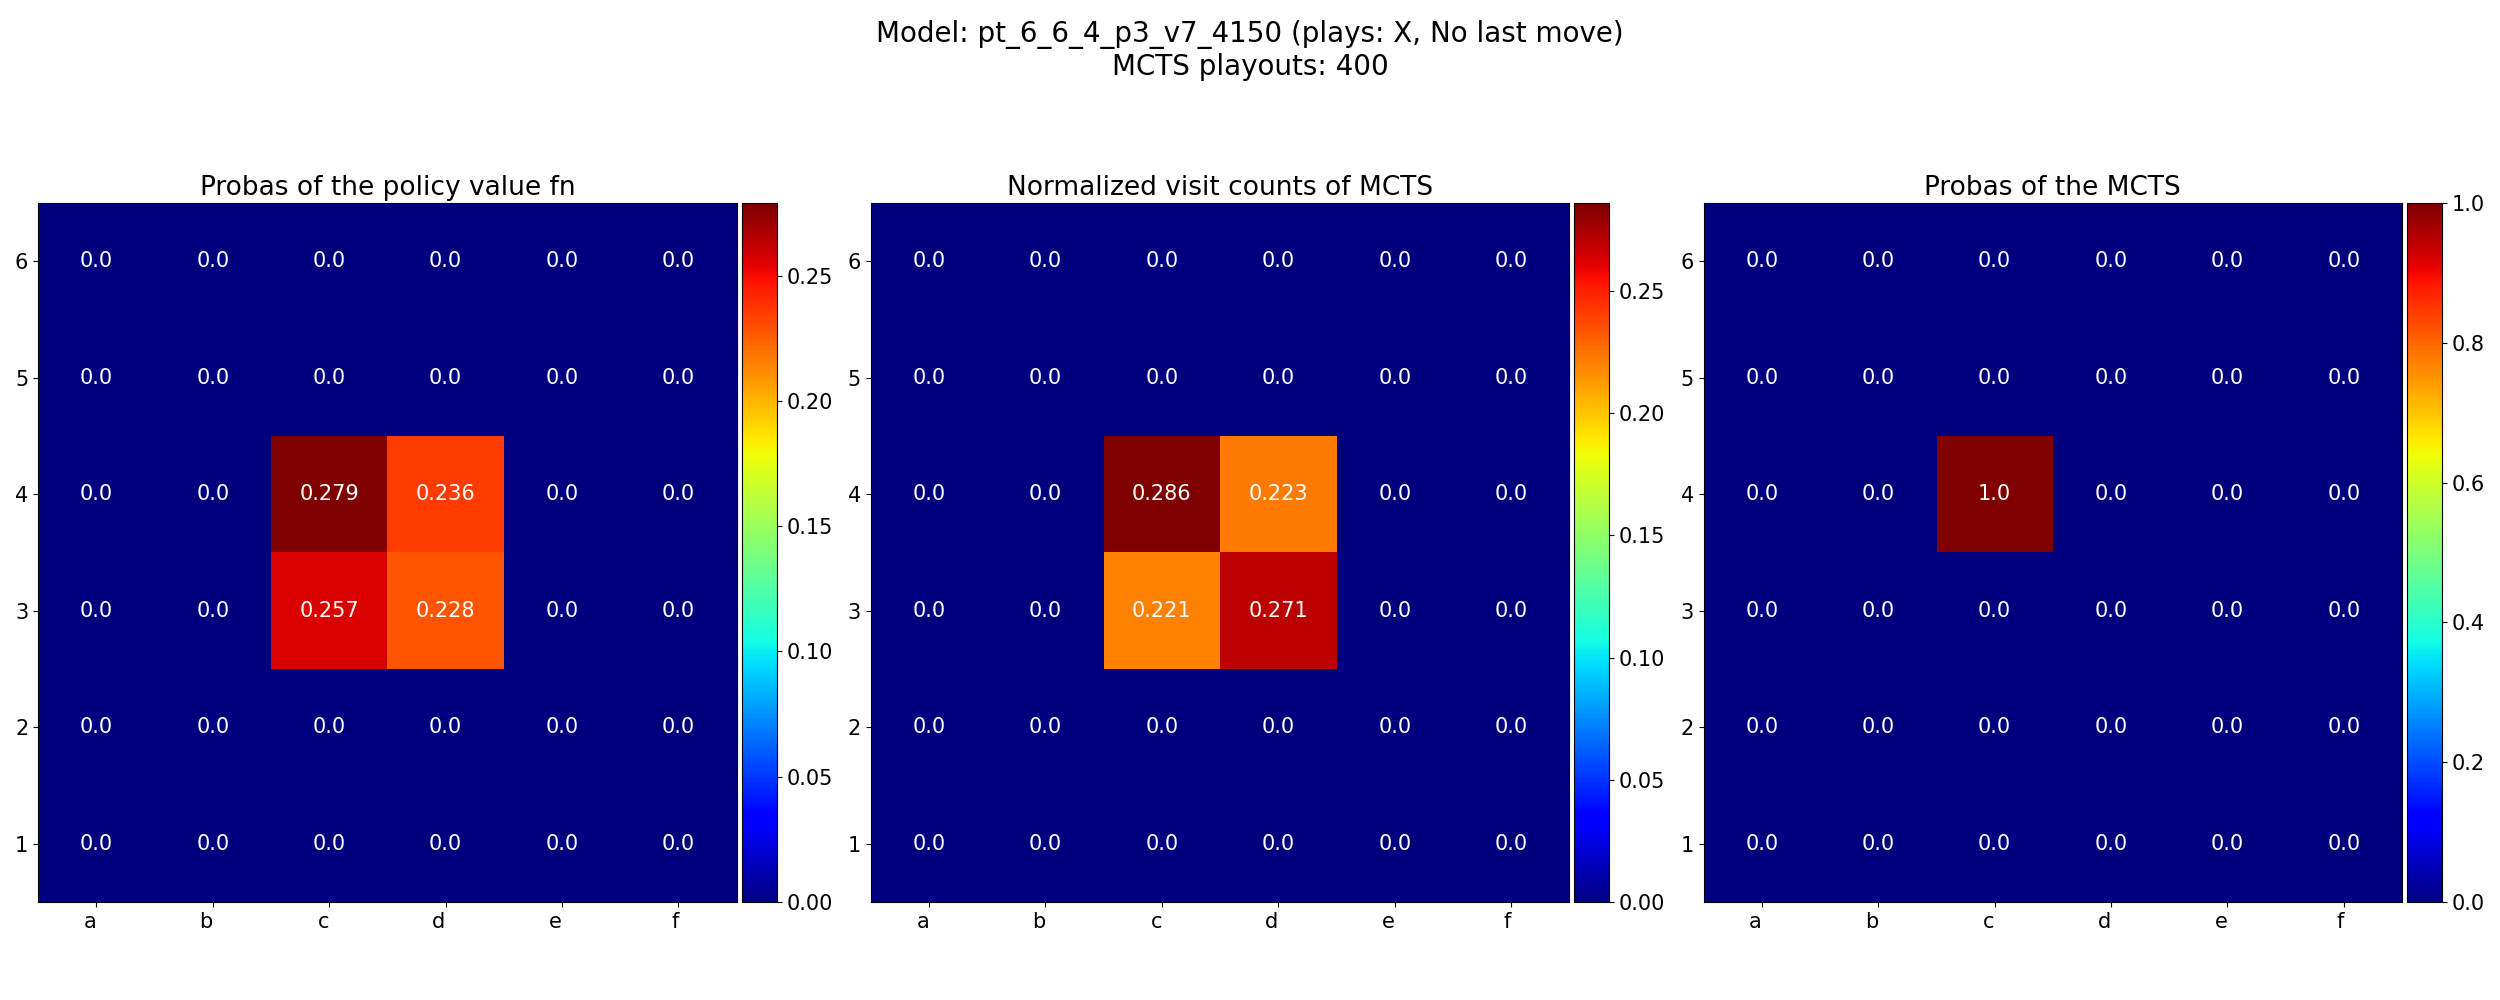 Model: pt_6_6_4_p3_v7_4150 (plays: X, No last move)
MCTS playouts: 400
Probas of the policy value fn
6 0.0 0.0 0.0 0.0 0.0 0.0
5 0.0 0.0 0.0 0.0 0.0 0.0
4 0.0 0.0 0.279 0.236 0.0 0.0
3 0.0 0.0 0.257 0.228 0.0 0.0
2 0.0 0.0 0.0 0.0 0.0 0.0
1 0.0 0.0 0.0 0.0 0.0 0.0
a b c d e f
0.25
0.20
0.15
0.10
0.05
0.00
Normalized visit counts of MCTS
6 0.0 0.0 0.0 0.0 0.0 0.0
5 0.0 0.0 0.0 0.0 0.0 0.0
4 0.0 0.0 0.286 0.223 0.0 0.0
3 0.0 0.0 0.221 0.271 0.0 0.0
2 0.0 0.0 0.0 0.0 0.0 0.0
1 0.0 0.0 0.0 0.0 0.0 0.0
a b c d e f
0.25
0.20
0.15
0.10
0.05
0.00
Probas of the MCTS
6 0.0 0.0 0.0 0.0 0.0 0.0
5 0.0 0.0 0.0 0.0 0.0 0.0
4 0.0 0.0 1.0 0.0 0.0 0.0
3 0.0 0.0 0.0 0.0 0.0 0.0
2 0.0 0.0 0.0 0.0 0.0 0.0
1 0.0 0.0 0.0 0.0 0.0 0.0
a b c d e f
1.0
0.8
0.6
0.4
0.2
0.0